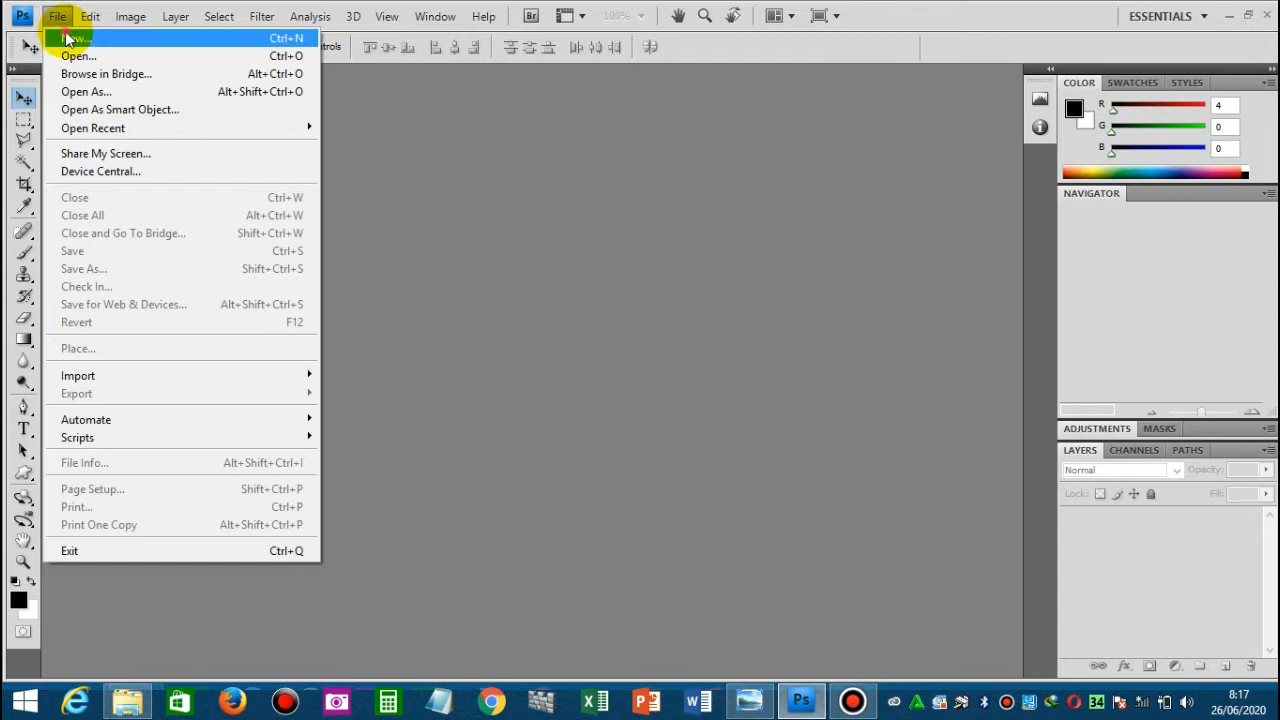 Ps File Edit Image Layer Select Filter Analysis 3D View Window Help Br 100% ESSENTIALS
Ctrl+N
Open... Ctrl+O
Browse in Bridge... Alt+Ctrl+O
Open As... Alt+Shift+Ctrl+O
Open As Smart Object...
Open Recent
Share My Screen...
Device Central...
Close Ctrl+W
Close All Alt+Ctrl+W
Close and Go To Bridge... Shift+Ctrl+W
Save Ctrl+S
Save As... Shift+Ctrl+S
Check In...
Save for Web & Devices... Alt+Shift+Ctrl+S
Revert F12
Place...
Import
Export
Automate
Scripts
File Info... Alt+Shift+Ctrl+I
Page Setup... Shift+Ctrl+P
Print... Ctrl+P
Print One Copy Alt+Shift+Ctrl+P
Exit Ctrl+Q
COLOR SWATCHES STYLES
R 4
G 0
B 0
NAVIGATOR
ADJUSTMENTS MASKS
LAYERS CHANNELS PATHS
Normal Opacity:
Lock: Fill:
T
Ps
34
8:17
26/06/2020